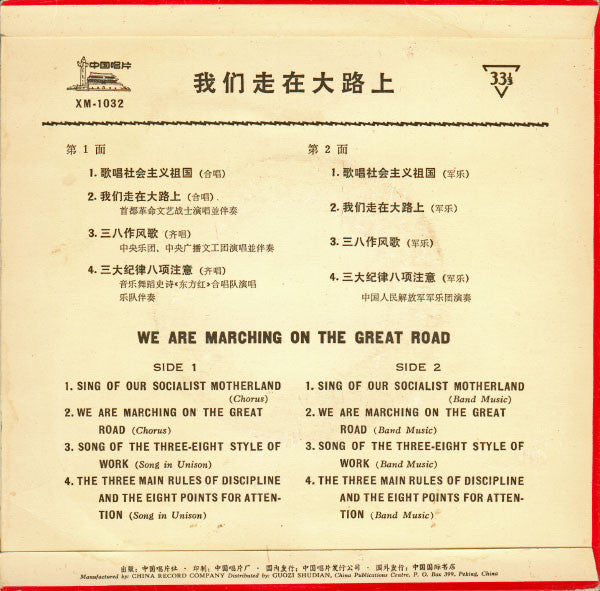 中国唱片
XM-1032
我们走在大路上
33⅓
第1面
1. 歌唱社会主义祖国 (合唱)
2. 我们走在大路上 (合唱)
首都革命文艺战士演唱並伴奏
3. 三八作风歌 (齐唱)
中央乐团、中央广播文工团演唱並伴奏
4. 三大纪律八项注意 (齐唱)
音乐舞蹈史诗《东方红》合唱队演唱
乐队伴奏
第2面
1. 歌唱社会主义祖国 (军乐)
2. 我们走在大路上 (军乐)
3. 三八作风歌 (军乐)
4. 三大纪律八项注意 (军乐)
中国人民解放军军乐团演奏
WE ARE MARCHING ON THE GREAT ROAD
SIDE 1
1. SING OF OUR SOCIALIST MOTHERLAND
(Chorus)
2. WE ARE MARCHING ON THE GREAT
ROAD (Chorus)
3. SONG OF THE THREE-EIGHT STYLE OF
WORK (Song in Unison)
4. THE THREE MAIN RULES OF DISCIPLINE
AND THE EIGHT POINTS FOR ATTEN-
TION (Song in Unison)
SIDE 2
1. SING OF OUR SOCIALIST MOTHERLAND
(Band Music)
2. WE ARE MARCHING ON THE GREAT
ROAD (Band Music)
3. SONG OF THE THREE-EIGHT STYLE OF
WORK (Band Music)
4. THE THREE MAIN RULES OF DISCIPLINE
AND THE EIGHT POINTS FOR ATTEN-
TION (Band Music)
出版：中国唱片社 · 印制：中国唱片厂 · 国内发行：中国唱片发行公司 · 国外发行：中国国际书店
Manufactured by: CHINA RECORD COMPANY Distributed by: GUOZI SHUDIAN, China Publications Centre, P. O. Box 399, Peking, China